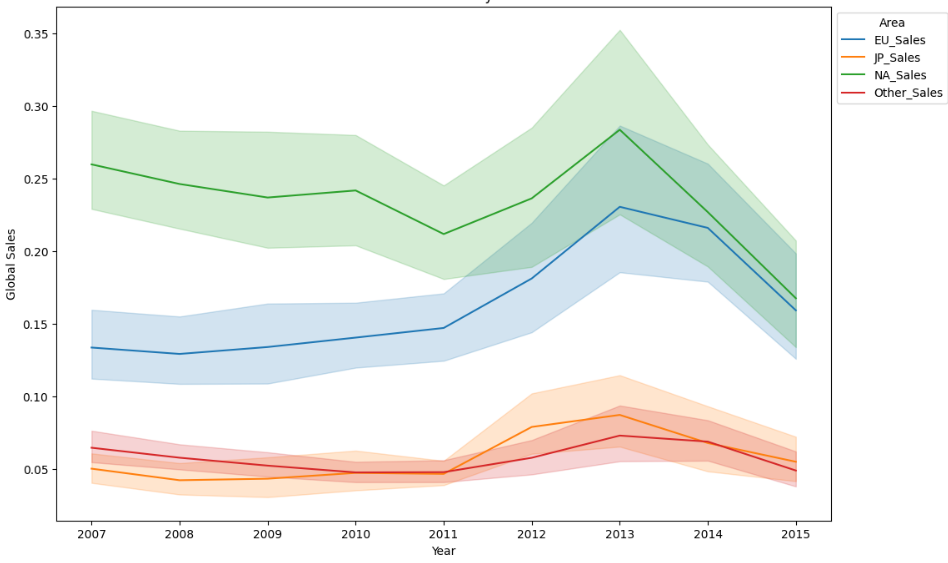 Area
EU_Sales
JP_Sales
NA_Sales
Other_Sales
0.35
0.30
0.25
0.20
0.15
0.10
0.05
Global Sales
2007 2008 2009 2010 2011 2012 2013 2014 2015
Year